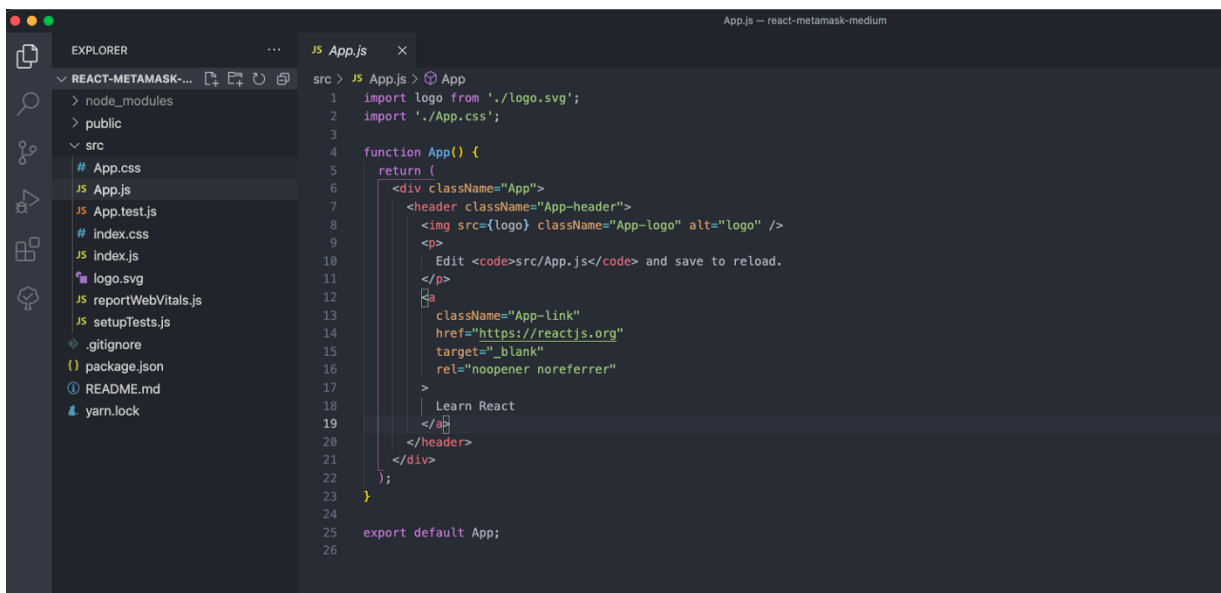 App.js — react-metamask-medium
EXPLORER ...
REACT-METAMASK-...
node_modules
public
src
# App.css
JS App.js
JS App.test.js
# index.css
JS index.js
logo.svg
JS reportWebVitals.js
JS setupTests.js
.gitignore
{} package.json
README.md
yarn.lock
JS App.js ×
src > JS App.js > App
1 import logo from './logo.svg';
2 import './App.css';
3
4 function App() {
5 return (
6 <div className="App">
7 <header className="App-header">
8 <img src={logo} className="App-logo" alt="logo" />
9 <p>
10 Edit <code>src/App.js</code> and save to reload.
11 </p>
12 <a
13 className="App-link"
14 href="https://reactjs.org"
15 target="_blank"
16 rel="noopener noreferrer"
17 >
18 Learn React
19 </a>
20 </header>
21 </div>
22 );
23 }
24
25 export default App;
26